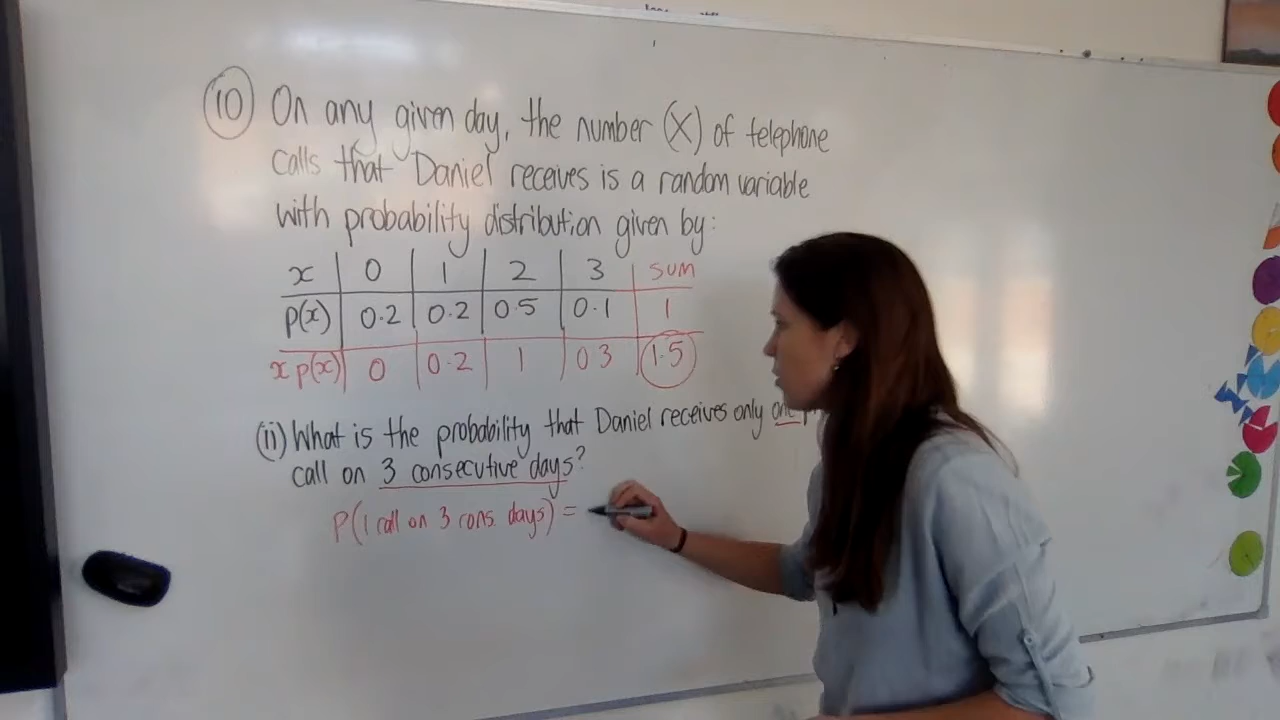 10 On any given day, the number (X) of telephone
calls that Daniel receives is a random variable
with probability distribution given by:
x 0 1 2 3 sum
p(x) 0.2 0.2 0.5 0.1 1
x p(x) 0 0.2 1 0.3 1.5
(ii) What is the probability that Daniel receives only one
call on 3 consecutive days?
P(1 call on 3 cons. days) =